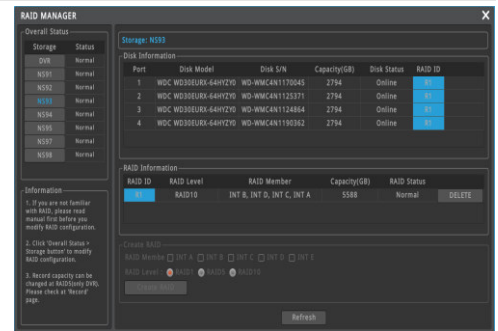 RAID MANAGER X
Overall Status
Storage Status
DVR Normal
NS91 Normal
NS92 Normal
NS93 Normal
NS94 Normal
NS95 Normal
NS97 Normal
NS98 Normal
Information
1. If you are not familiar
with RAID, please read
manual first before you
modify RAID configuration.
2. Click 'Overall Status >
Storage button' to modify
RAID configuration.
3. Record capacity can be
changed at RAID5(only DVR).
Please check at 'Record'
page.
Storage: NS93
Disk Information
Port Disk Model Disk S/N Capacity(GB) Disk Status RAID ID
1 WDC WD30EURX-64HYZY0 WD-WMC4N1170045 2794 Online R1
2 WDC WD30EURX-64HYZY0 WD-WMC4N1125371 2794 Online R1
3 WDC WD30EURX-64HYZY0 WD-WMC4N1124864 2794 Online R1
4 WDC WD30EURX-64HYZY0 WD-WMC4N1190362 2794 Online R1
RAID Information
RAID ID RAID Level RAID Member Capacity(GB) RAID Status
R1 RAID10 INT B, INT D, INT C, INT A 5588 Normal DELETE
Create RAID
RAID Membe INT A INT B INT C INT D INT E
RAID Level : RAID1 RAID5 RAID10
Create RAID
Refresh